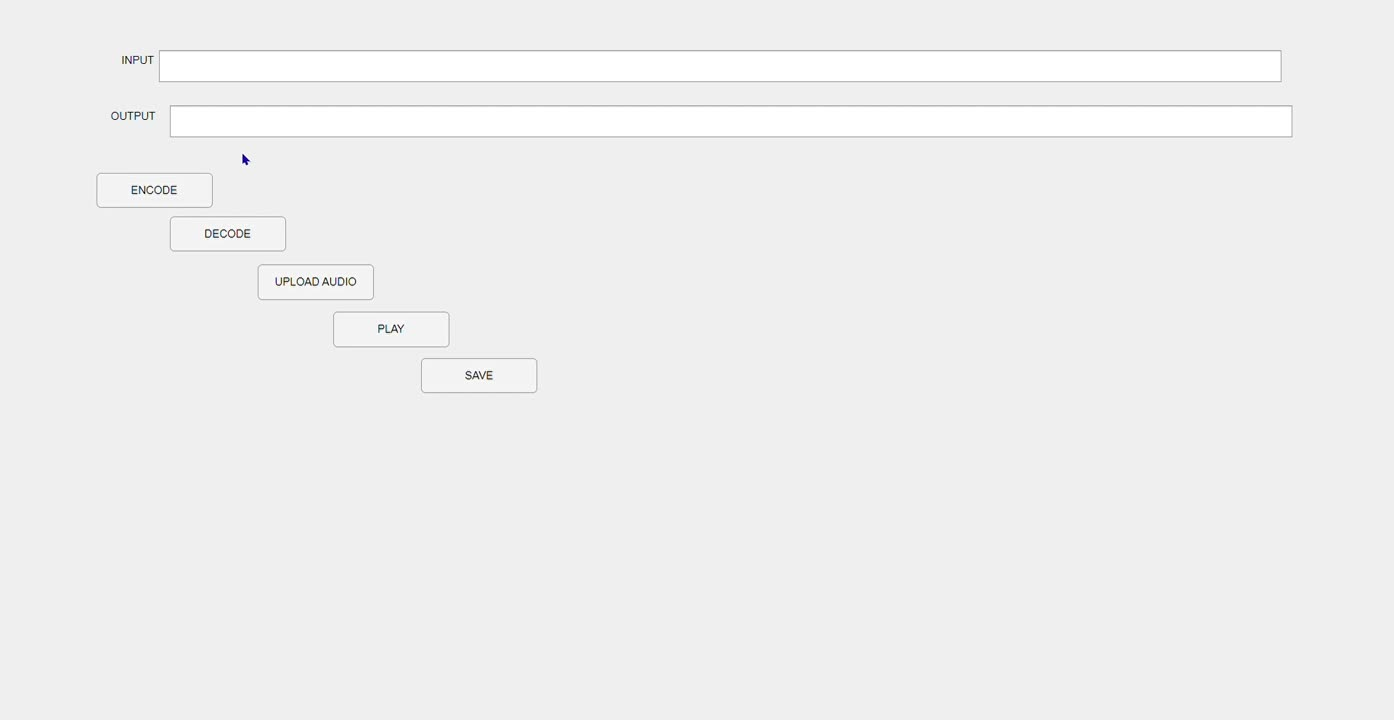 INPUT
OUTPUT
ENCODE
DECODE
UPLOAD AUDIO
PLAY
SAVE